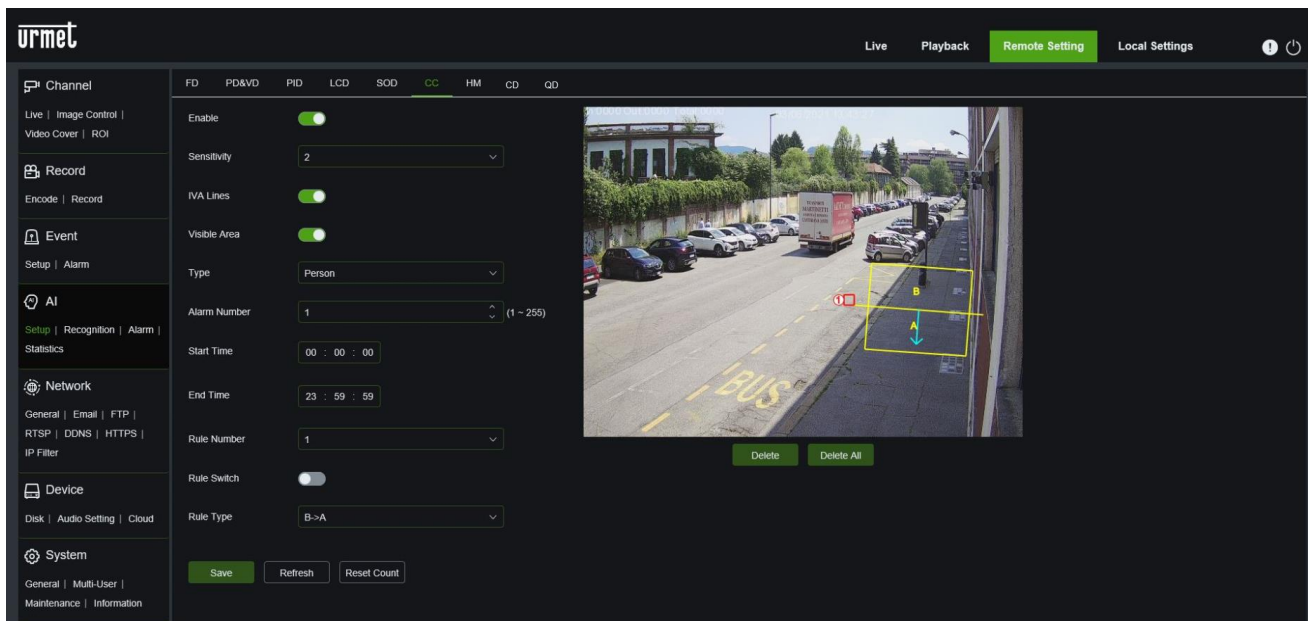 urmet
Live Playback Remote Setting Local Settings
Channel
Live | Image Control |
Video Cover | ROI
Record
Encode | Record
Event
Setup | Alarm
AI
Setup | Recognition | Alarm |
Statistics
Network
General | Email | FTP |
RTSP | DDNS | HTTPS |
IP Filter
Device
Disk | Audio Setting | Cloud
System
General | Multi-User |
Maintenance | Information
FD PD&VD PID LCD SOD CC HM CD QD
Enable
Sensitivity 2
IVA Lines
Visible Area
Type Person
Alarm Number 1 (1 ~ 255)
Start Time 00 : 00 : 00
End Time 23 : 59 : 59
Rule Number 1
Rule Switch
Rule Type B->A
Save Refresh Reset Count
B
1
A
BUS
Delete Delete All